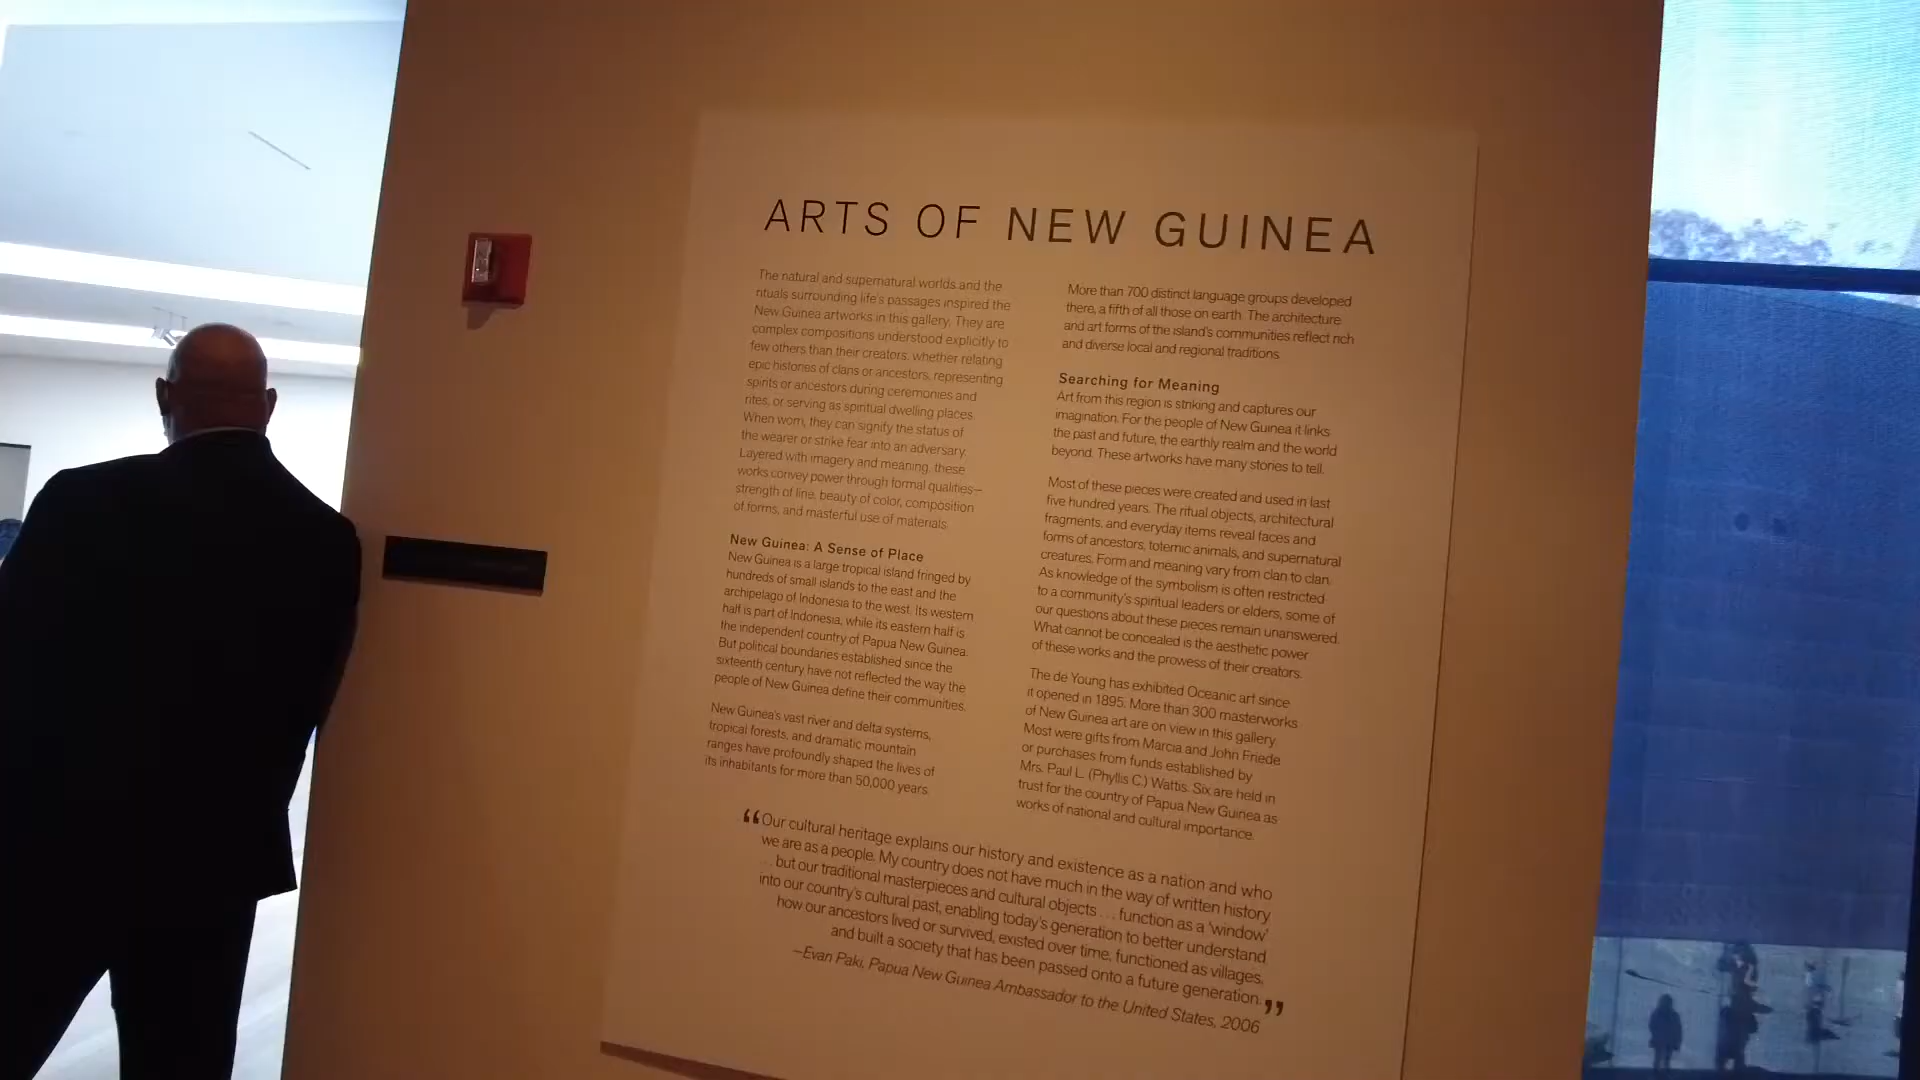 ARTS OF NEW GUINEA
The natural and supernatural worlds and the
rituals surrounding life's passages inspired the
New Guinea artworks in this gallery. They are
complex compositions understood explicitly to
few others than their creators, whether relating
epic histories of clans or ancestors, representing
spirits or ancestors during ceremonies and
rites, or serving as spiritual dwelling places.
When worn, they can signify the status of
the wearer or strike fear into an adversary.
Layered with imagery and meaning, these
works convey power through formal qualities—
strength of line, beauty of color, composition
of forms, and masterful use of materials.
New Guinea: A Sense of Place
New Guinea is a large tropical island fringed by
hundreds of small islands to the east and the
archipelago of Indonesia to the west. Its western
half is part of Indonesia, while its eastern half is
the independent country of Papua New Guinea.
But political boundaries established since the
sixteenth century have not reflected the way the
people of New Guinea define their communities.
New Guinea's vast river and delta systems,
tropical forests, and dramatic mountain
ranges have profoundly shaped the lives of
its inhabitants for more than 50,000 years.
More than 700 distinct language groups developed
there, a fifth of all those on earth. The architecture
and art forms of the island's communities reflect rich
and diverse local and regional traditions.
Searching for Meaning
Art from this region is striking and captures our
imagination. For the people of New Guinea it links
the past and future, the earthly realm and the world
beyond. These artworks have many stories to tell.
Most of these pieces were created and used in last
five hundred years. The ritual objects, architectural
fragments, and everyday items reveal faces and
forms of ancestors, totemic animals, and supernatural
creatures. Form and meaning vary from clan to clan.
As knowledge of the symbolism is often restricted
to a community's spiritual leaders or elders, some of
our questions about these pieces remain unanswered.
What cannot be concealed is the aesthetic power
of these works and the prowess of their creators.
The de Young has exhibited Oceanic art since
it opened in 1895. More than 300 masterworks
of New Guinea art are on view in this gallery.
Most were gifts from Marcia and John Friede
or purchases from funds established by
Mrs. Paul L. (Phyllis C.) Wattis. Six are held in
trust for the country of Papua New Guinea as
works of national and cultural importance.
“Our cultural heritage explains our history and existence as a nation and who
we are as a people. My country does not have much in the way of written history
. . . but our traditional masterpieces and cultural objects . . . function as a ‘window’
into our country's cultural past, enabling today's generation to better understand
how our ancestors lived or survived, existed over time, functioned as villages,
and built a society that has been passed onto a future generation.”
—Evan Paki, Papua New Guinea Ambassador to the United States, 2006